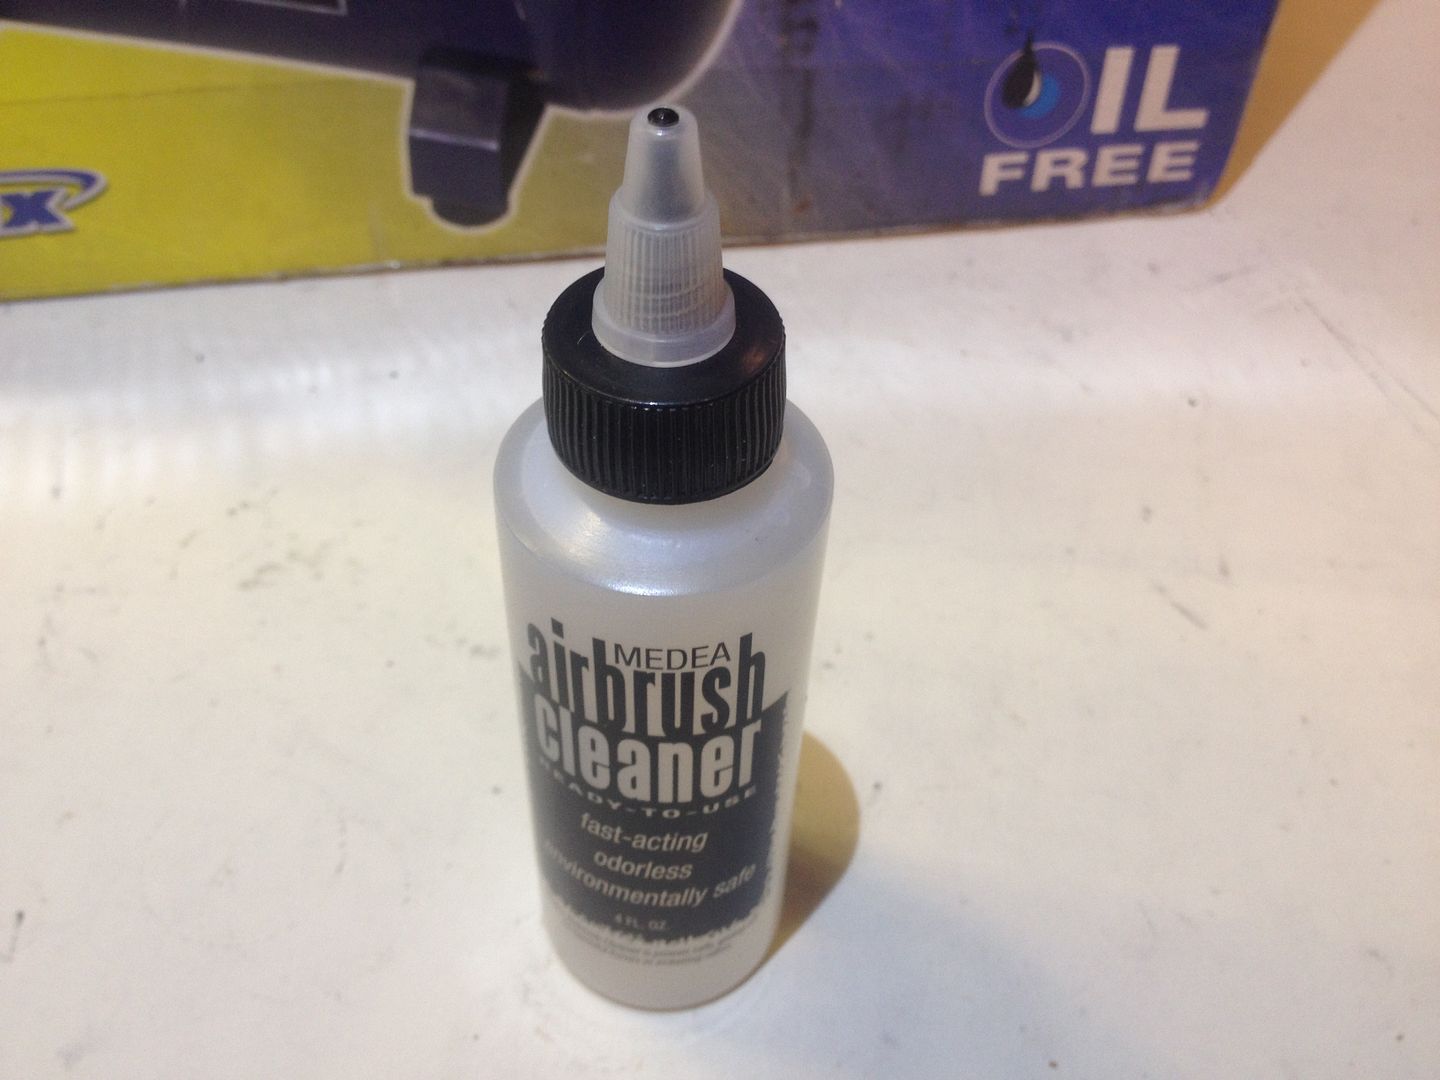 OIL
FREE
x
MEDEA
airbrush
cleaner
READY-TO-USE
fast-acting
odorless
environmentally safe
4 FL. OZ.